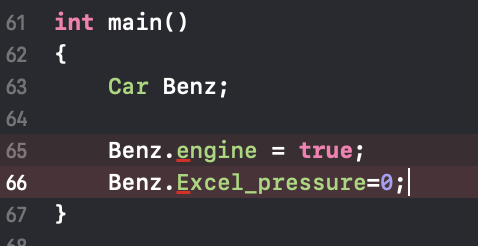 61 int main()
62 {
63     Car Benz;
64
65     Benz.engine = true;
66     Benz.Excel_pressure=0;
67 }